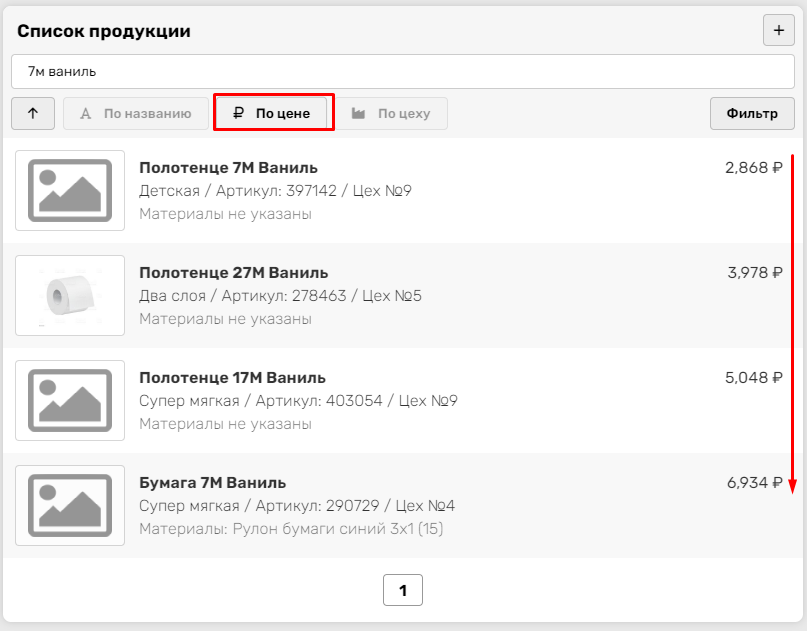 Список продукции
+
7м ваниль
↑ А По названию ₽ По цене По цеху Фильтр
Полотенце 7М Ваниль 2,868 ₽
Детская / Артикул: 397142 / Цех №9
Материалы не указаны
Полотенце 27М Ваниль 3,978 ₽
Два слоя / Артикул: 278463 / Цех №5
Материалы не указаны
Полотенце 17М Ваниль 5,048 ₽
Супер мягкая / Артикул: 403054 / Цех №9
Материалы не указаны
Бумага 7М Ваниль 6,934 ₽
Супер мягкая / Артикул: 290729 / Цех №4
Материалы: Рулон бумаги синий 3х1 (15)
1